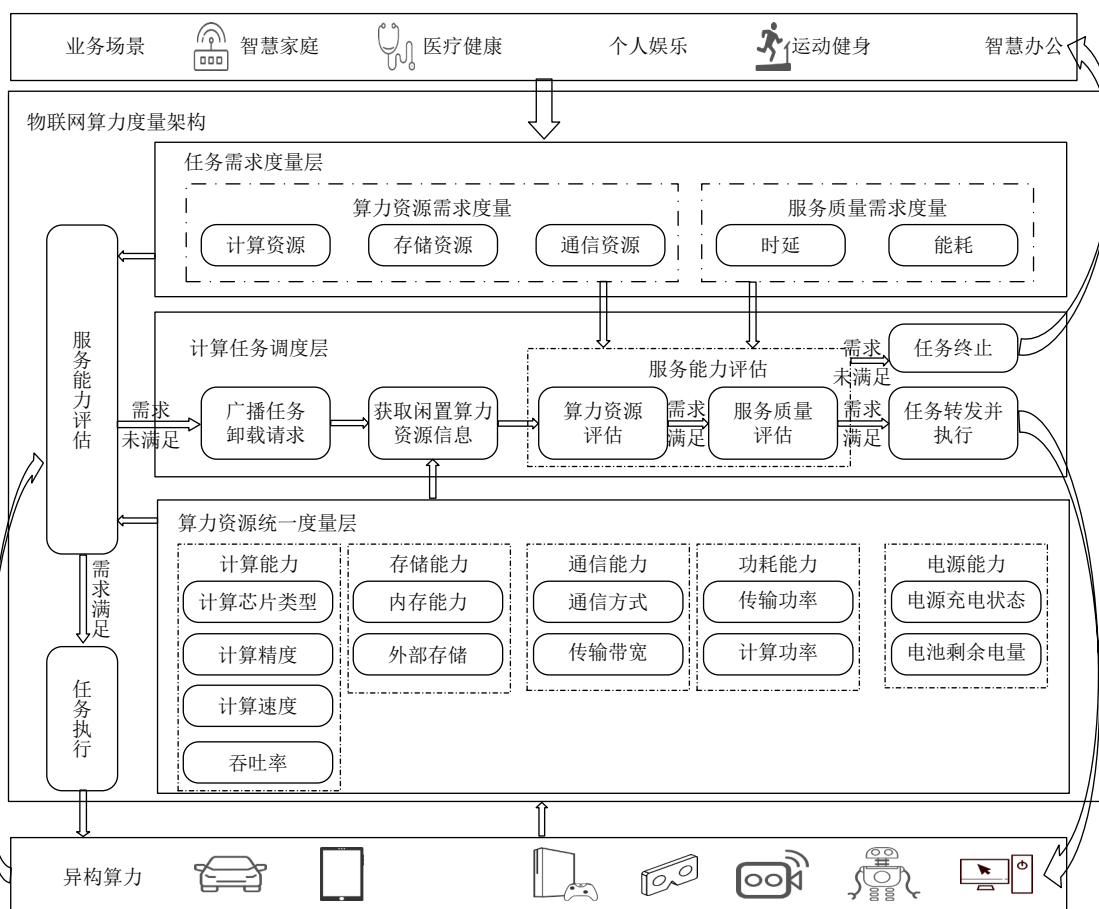 业务场景
智慧家庭
医疗健康
个人娱乐
运动健身
智慧办公
物联网算力度量架构
任务需求度量层
算力资源需求度量
计算资源
存储资源
通信资源
服务质量需求度量
时延
能耗
服务能力评估
需求
未满足
计算任务调度层
广播任务
卸载请求
获取闲置算力
资源信息
服务能力评估
算力资源
评估
需求
满足
服务质量
评估
需求
未满足
任务终止
需求
满足
任务转发并
执行
需求满足
任务执行
算力资源统一度量层
计算能力
计算芯片类型
计算精度
计算速度
吞吐率
存储能力
内存能力
外部存储
通信能力
通信方式
传输带宽
功耗能力
传输功率
计算功率
电源能力
电源充电状态
电池剩余电量
异构算力